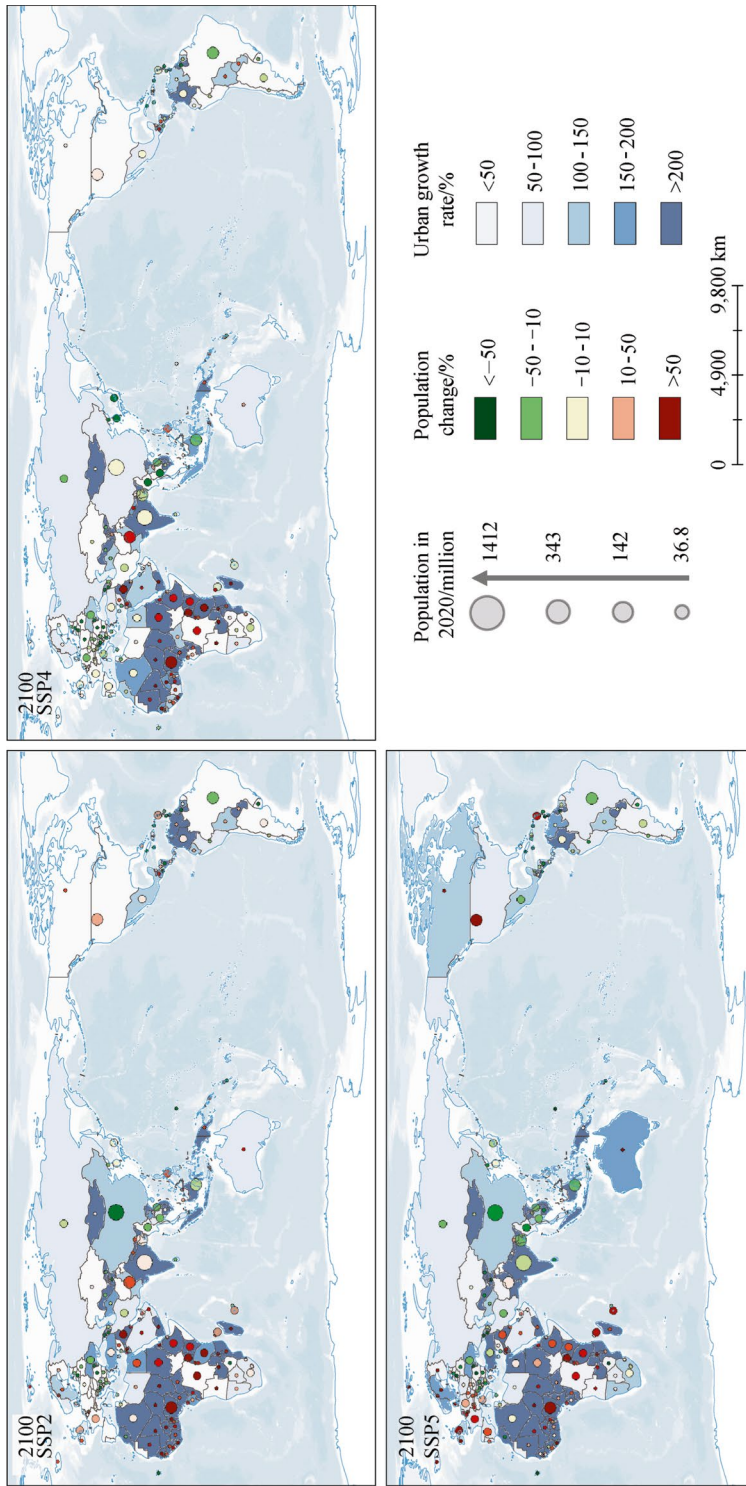 2100
SSP2
2100
SSP4
2100
SSP5
Population in
2020/million
1412
343
142
36.8
Population
change/%
<−50
−50-−10
−10-10
10-50
>50
Urban growth
rate/%
<50
50-100
100-150
150-200
>200
0 4,900 9,800 km